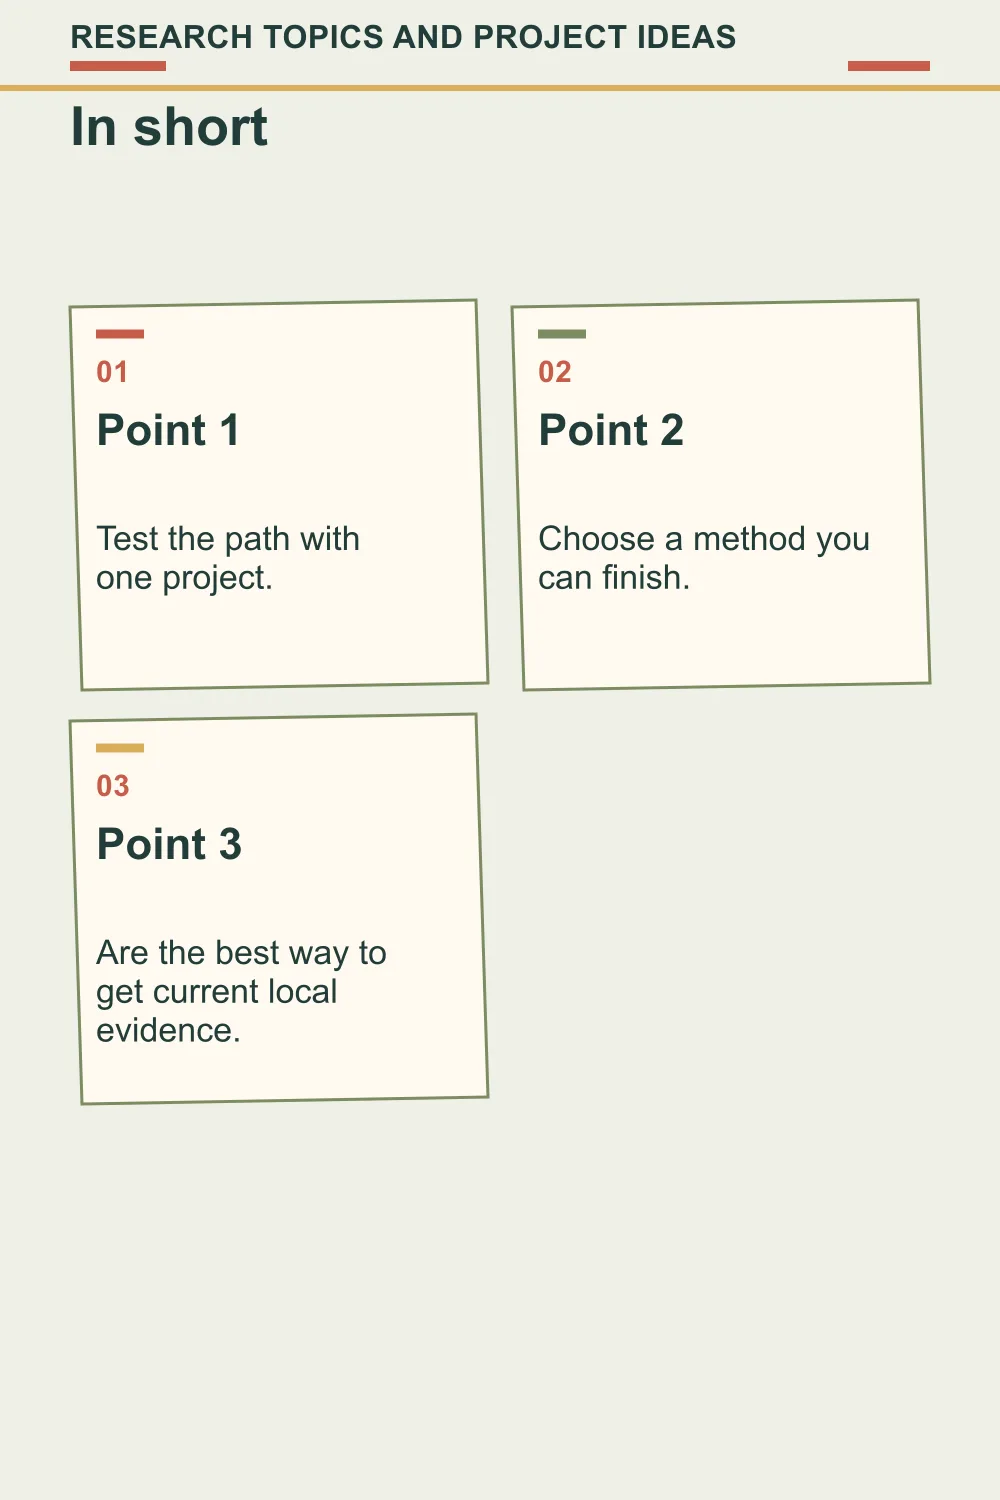 RESEARCH TOPICS AND PROJECT IDEAS
In short
01
Point 1
Test the path with
one project.
02
Point 2
Choose a method you
can finish.
03
Point 3
Are the best way to
get current local
evidence.